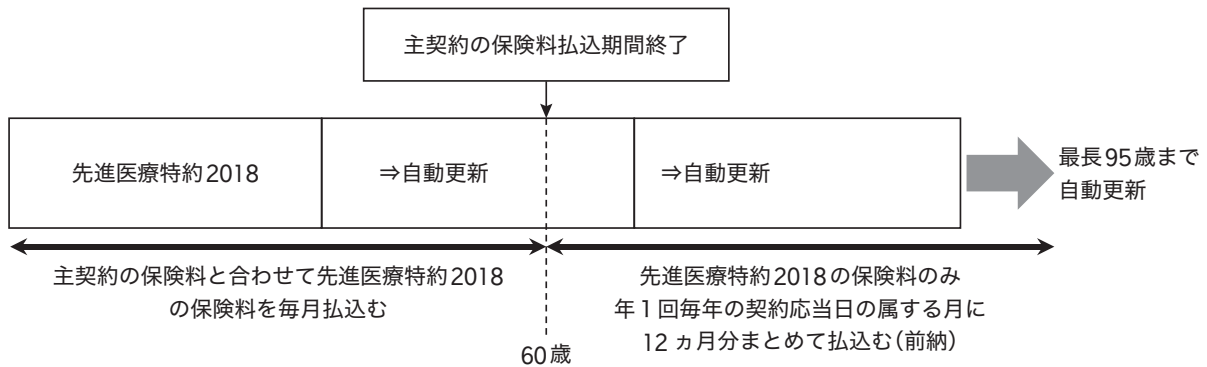 主契約の保険料払込期間終了
先進医療特約2018
⇒自動更新
⇒自動更新
最長95歳まで
自動更新
主契約の保険料と合わせて先進医療特約2018
の保険料を毎月払込む
先進医療特約2018の保険料のみ
年1回毎年の契約応当日の属する月に
12ヵ月分まとめて払込む(前納)
60歳